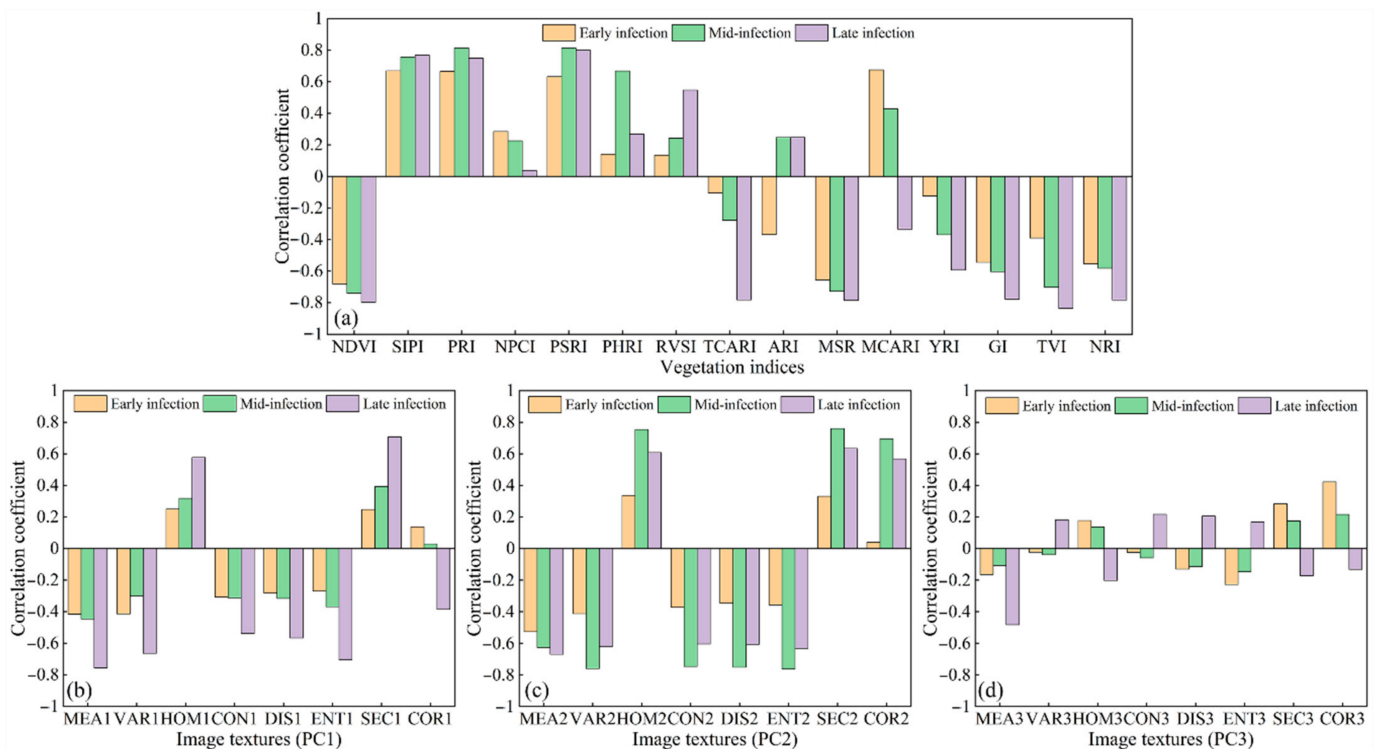 1
0.8
0.6
0.4
0.2
0
−0.2
−0.4
−0.6
−0.8
−1
Correlation coefficient
Early infection Mid-infection Late infection
(a)
NDVI SIPI PRI NPCI PSRI PHRI RVSI TCARI ARI MSR MCARI YRI GI TVI NRI
Vegetation indices
1
0.8
0.6
0.4
0.2
0
−0.2
−0.4
−0.6
−0.8
−1
Correlation coefficient
Early infection Mid-infection Late infection
(b)
MEA1 VAR1 HOM1 CON1 DIS1 ENT1 SEC1 COR1
Image textures (PC1)
1
0.8
0.6
0.4
0.2
0
−0.2
−0.4
−0.6
−0.8
−1
Correlation coefficient
Early infection Mid-infection Late infection
(c)
MEA2 VAR2 HOM2 CON2 DIS2 ENT2 SEC2 COR2
Image textures (PC2)
1
0.8
0.6
0.4
0.2
0
−0.2
−0.4
−0.6
−0.8
−1
Correlation coefficient
Early infection Mid-infection Late infection
(d)
MEA3 VAR3 HOM3 CON3 DIS3 ENT3 SEC3 COR3
Image textures (PC3)